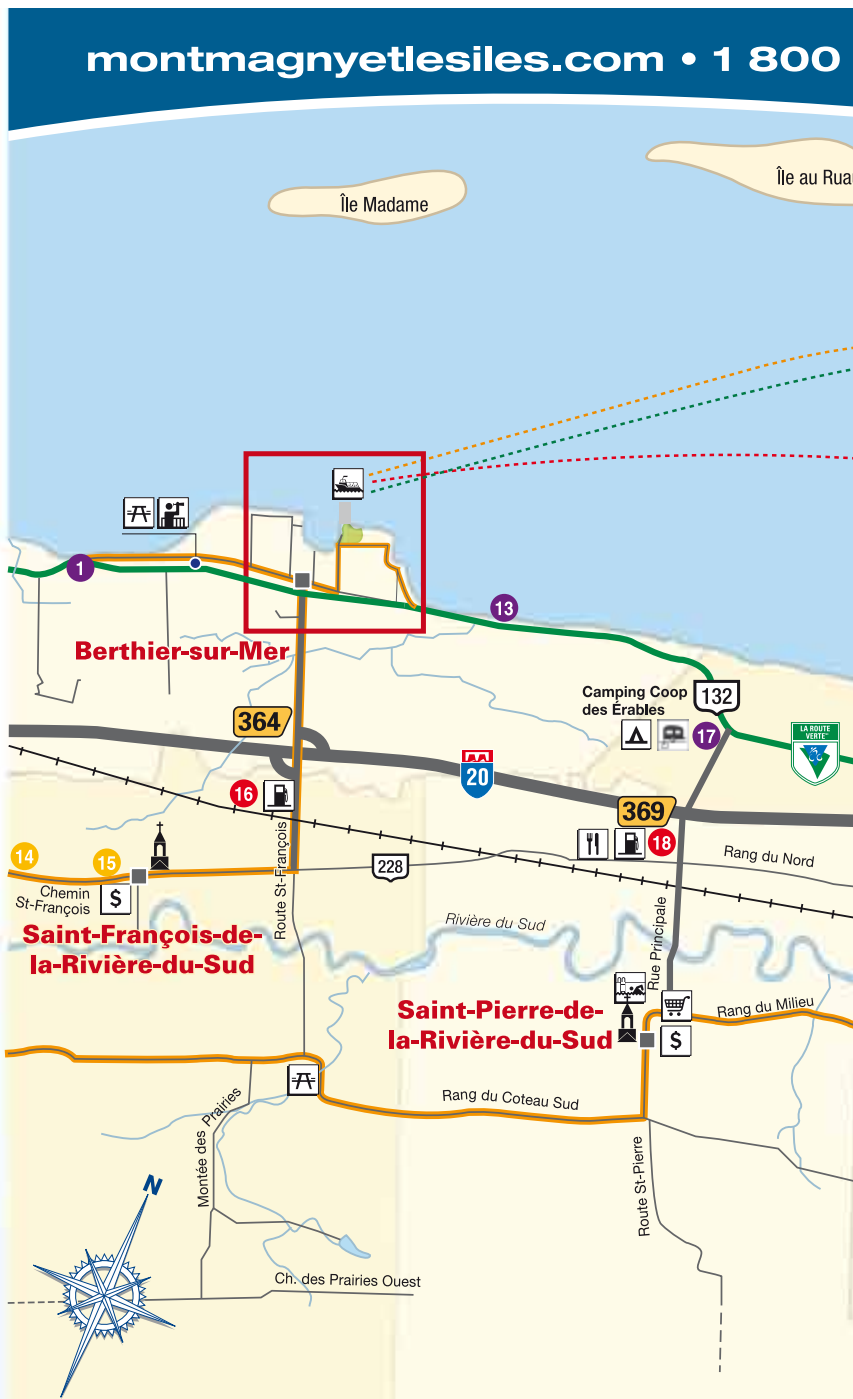 montmagnyetlesiles.com • 1 800
Île Madame
Île au Rua
1
13
Berthier-sur-Mer
Camping Coop
des Érables
132
17
LA ROUTE
VERTE
364
20
16
369
18
14
15
Chemin
St-François
$
Route St-François
228
Rang du Nord
Saint-François-de-
la-Rivière-du-Sud
Rivière du Sud
Rue Principale
Saint-Pierre-de-
la-Rivière-du-Sud
Rang du Milieu
$
Rang du Coteau Sud
Montée des Prairies
Route St-Pierre
N
Ch. des Prairies Ouest